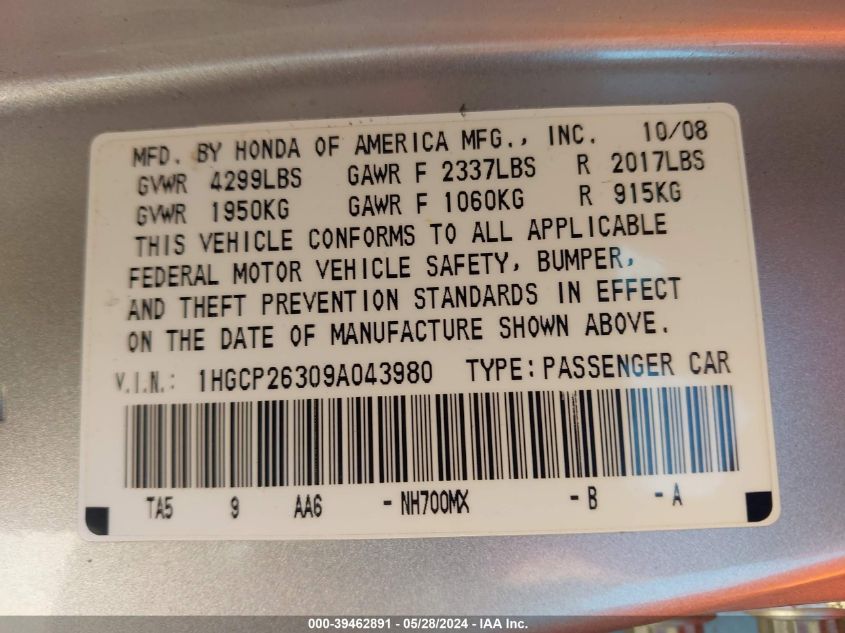 MFD. BY HONDA OF AMERICA MFG., INC. 10/08
GVWR 4299LBS GAWR F 2337LBS R 2017LBS
GVWR 1950KG GAWR F 1060KG R 915KG
THIS VEHICLE CONFORMS TO ALL APPLICABLE
FEDERAL MOTOR VEHICLE SAFETY, BUMPER,
AND THEFT PREVENTION STANDARDS IN EFFECT
ON THE DATE OF MANUFACTURE SHOWN ABOVE.
V.I.N.: 1HGCP26309A043980 TYPE:PASSENGER CAR
TA5 9 AA6 -NH700MX -B -A
000-39462891 - 05/28/2024 - IAA Inc.